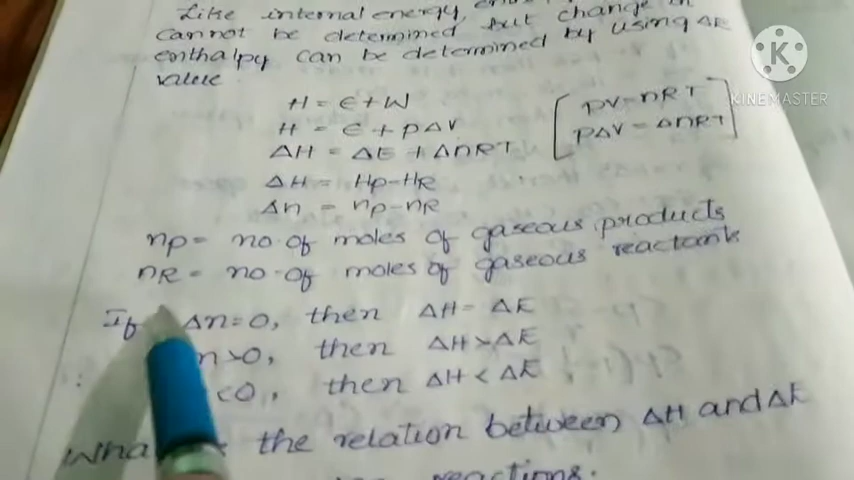 Like internal energy,
cannot be determined but change in
enthalpy can be determined by using ΔE
value
H = E + W
H = E + PΔV
ΔH = ΔE + ΔnRT
[ PV = nRT
PΔV = ΔnRT ]
ΔH = HP - HR
Δn = nP - nR
nP = no. of moles of gaseous products
nR = no. of moles of gaseous reactants
If Δn = 0, then ΔH = ΔE
n > 0, then ΔH > ΔE
< 0, then ΔH < ΔE
the relation between ΔH and ΔE
reactions.
K
KINEMASTER